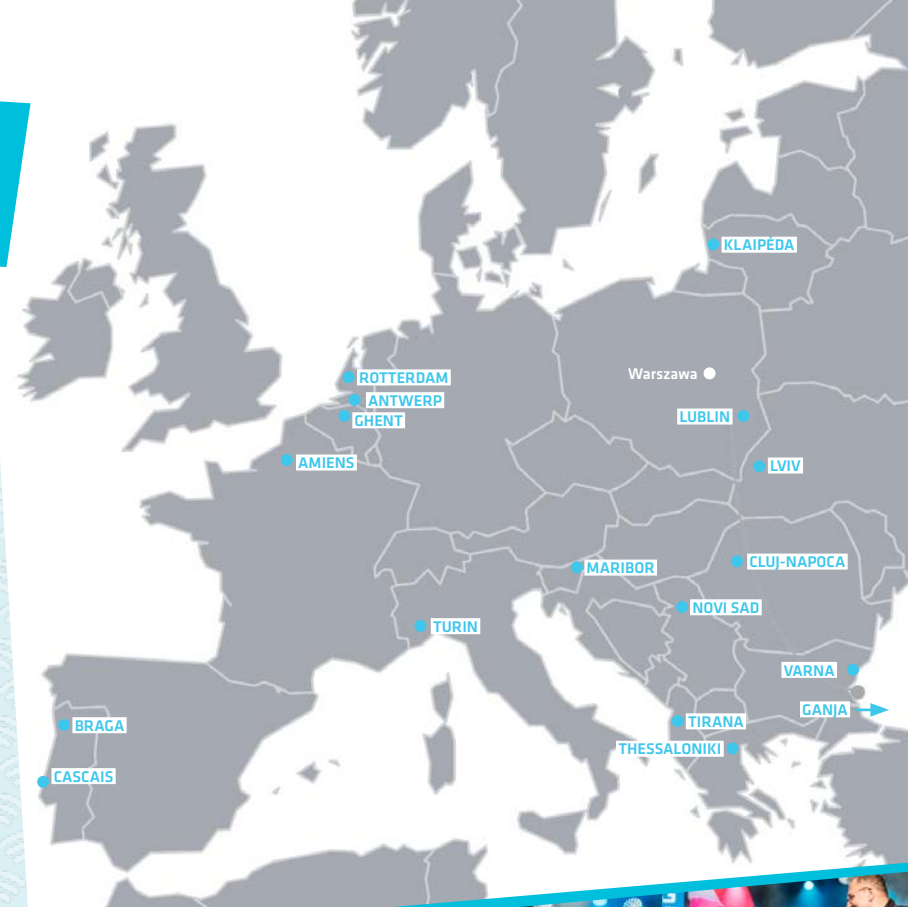 KLAIPĖDA
Warszawa
ROTTERDAM
ANTWERP
GHENT
LUBLIN
AMIENS
LVIV
CLUJ-NAPOCA
MARIBOR
NOVI SAD
TURIN
VARNA
GANJA
TIRANA
BRAGA
THESSALONIKI
CASCAIS